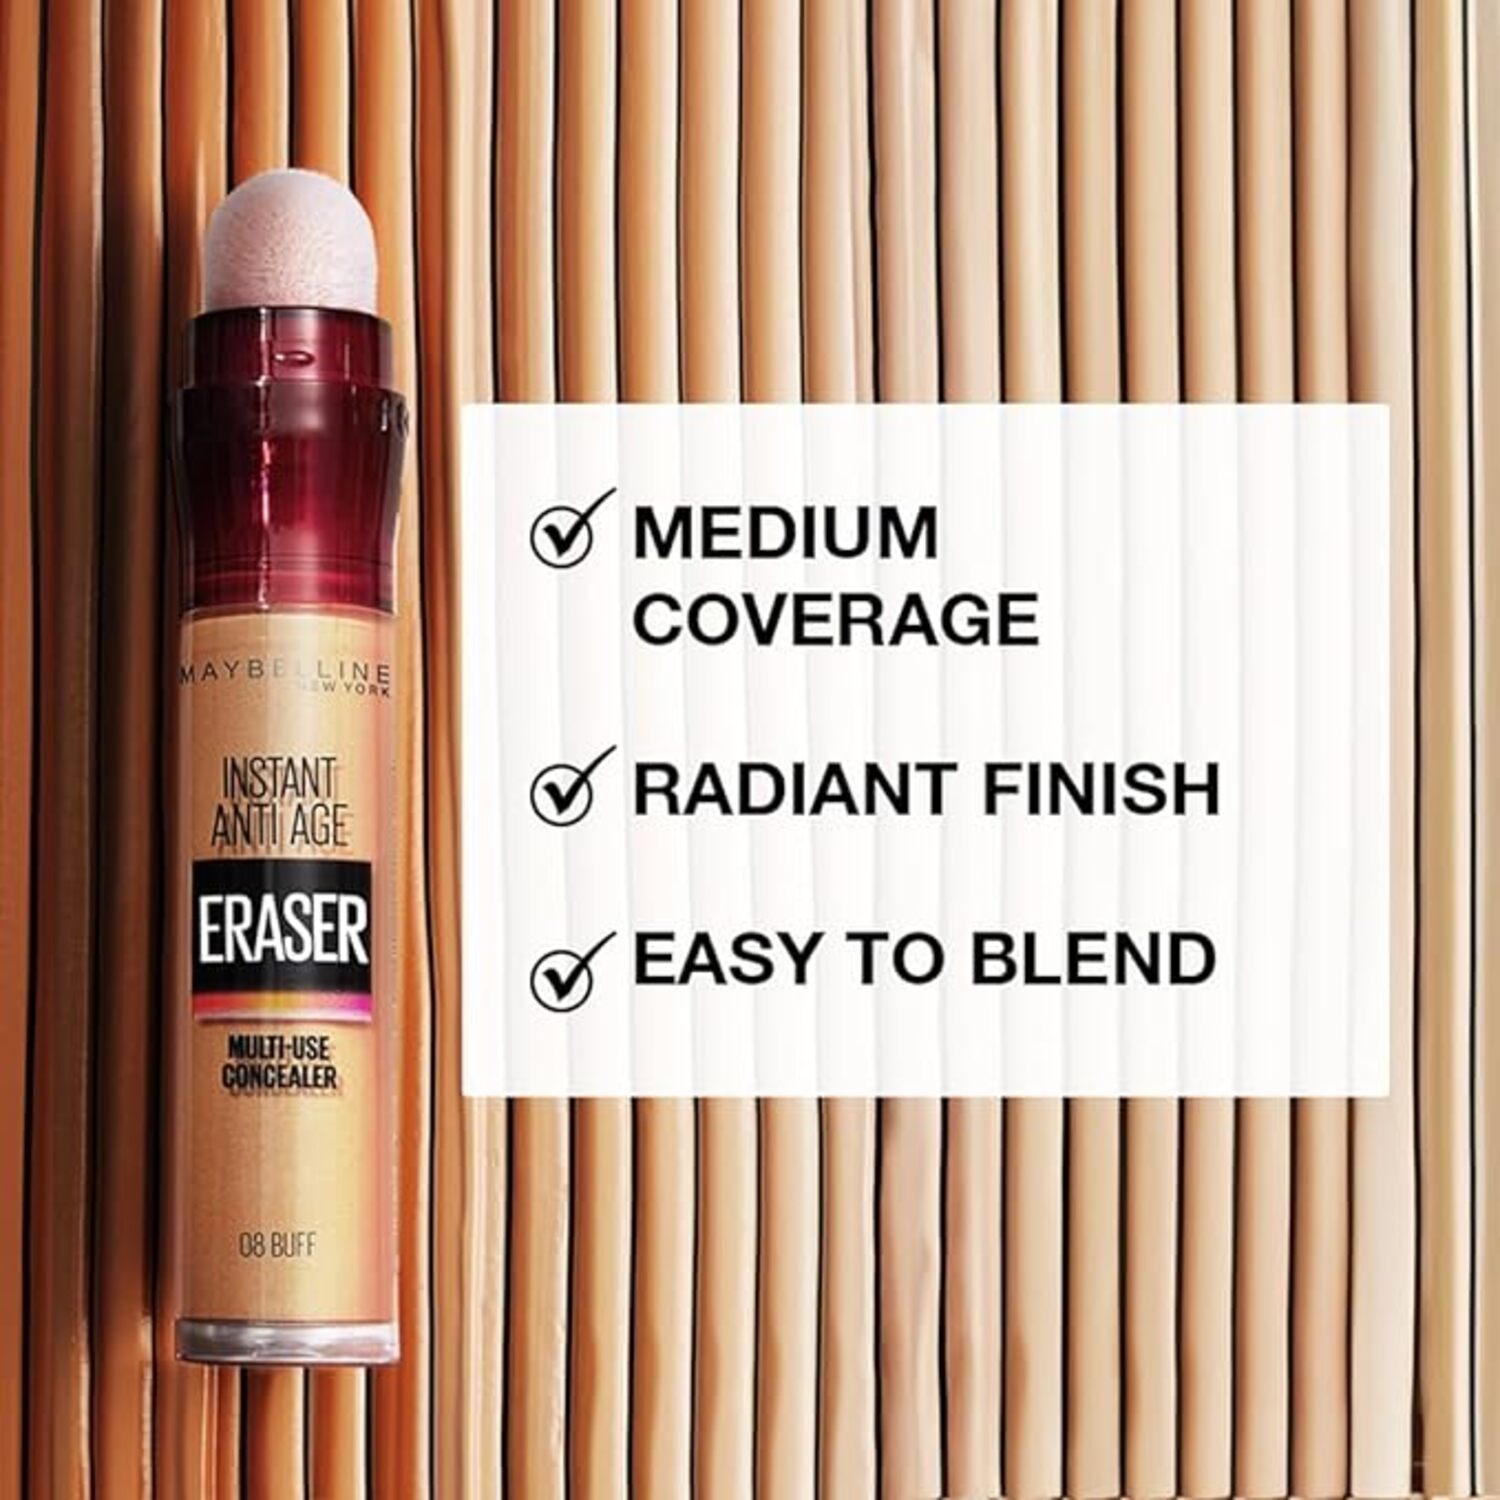 MAYBELLINE
NEW YORK
INSTANT
ANTI AGE
ERASER
MULTI-USE
CONCEALER
08 BUFF
MEDIUM
COVERAGE
RADIANT FINISH
EASY TO BLEND